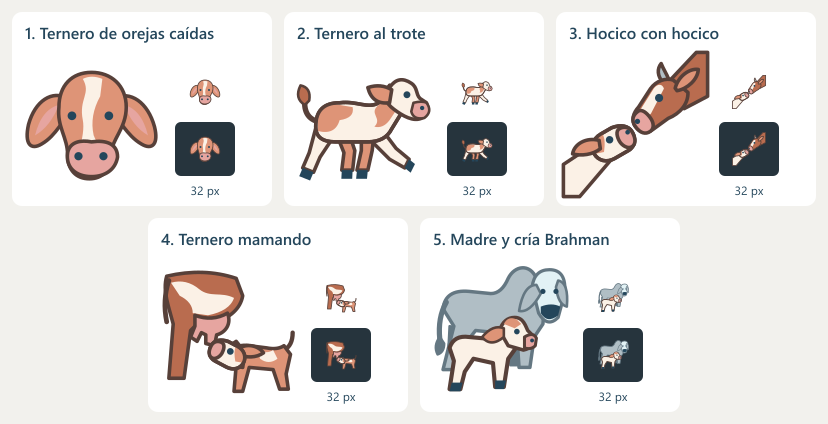 1. Ternero de orejas caídas
32 px
2. Ternero al trote
32 px
3. Hocico con hocico
32 px
4. Ternero mamando
32 px
5. Madre y cría Brahman
32 px